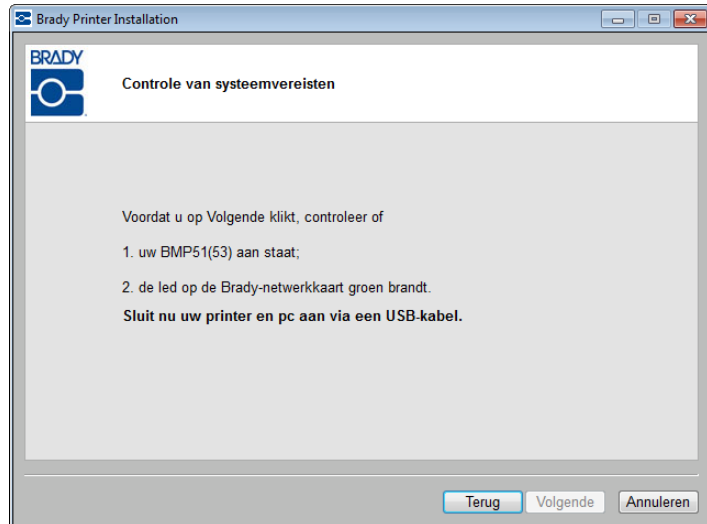 Brady Printer Installation
BRADY
Controle van systeemvereisten
Voordat u op Volgende klikt, controleer of
1. uw BMP51(53) aan staat;
2. de led op de Brady-netwerkkaart groen brandt.
Sluit nu uw printer en pc aan via een USB-kabel.
Terug Volgende Annuleren